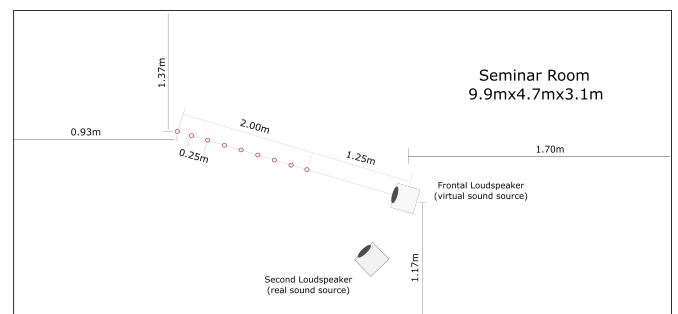 Seminar Room
9.9mx4.7mx3.1m
1.37m
2.00m
0.93m
0.25m
1.25m
1.70m
Frontal Loudspeaker
(virtual sound source)
1.17m
Second Loudspeaker
(real sound source)